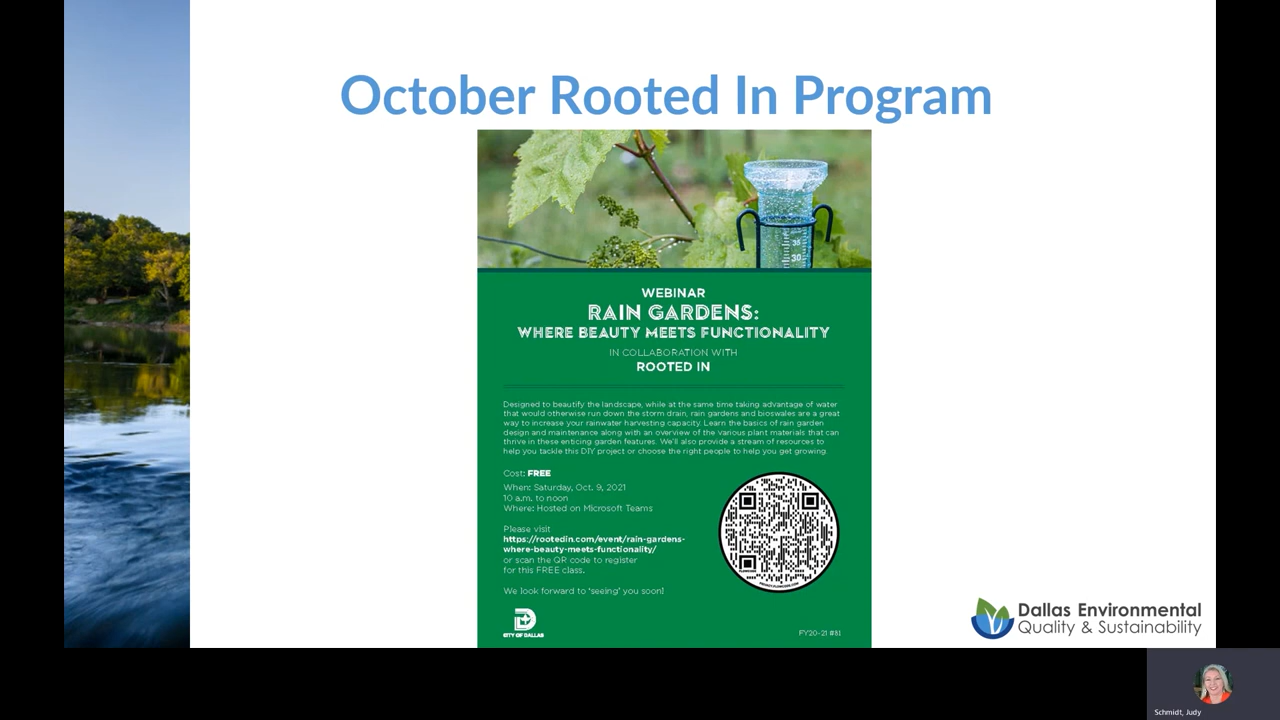 October Rooted In Program
35
30
WEBINAR
RAIN GARDENS:
WHERE BEAUTY MEETS FUNCTIONALITY
IN COLLABORATION WITH
ROOTED IN
Designed to beautify the landscape, while at the same time taking advantage of water
that would otherwise run down the storm drain, rain gardens and bioswales are a great
way to increase your rainwater harvesting capacity. Learn the basics of rain garden
design and maintenance along with an overview of the various plant materials that can
thrive in these enticing garden features. We'll also provide a stream of resources to
help you tackle this DIY project or choose the right people to help you get growing.
Cost: FREE
When: Saturday, Oct. 9, 2021
10 a.m. to noon
Where: Hosted on Microsoft Teams
Please visit
https://rootedin.com/event/rain-gardens-
where-beauty-meets-functionality/
or scan the QR code to register
for this FREE class.
We look forward to 'seeing' you soon!
CITY OF DALLAS
FY20-21 #81
Dallas Environmental
Quality & Sustainability
Schmidt, Judy